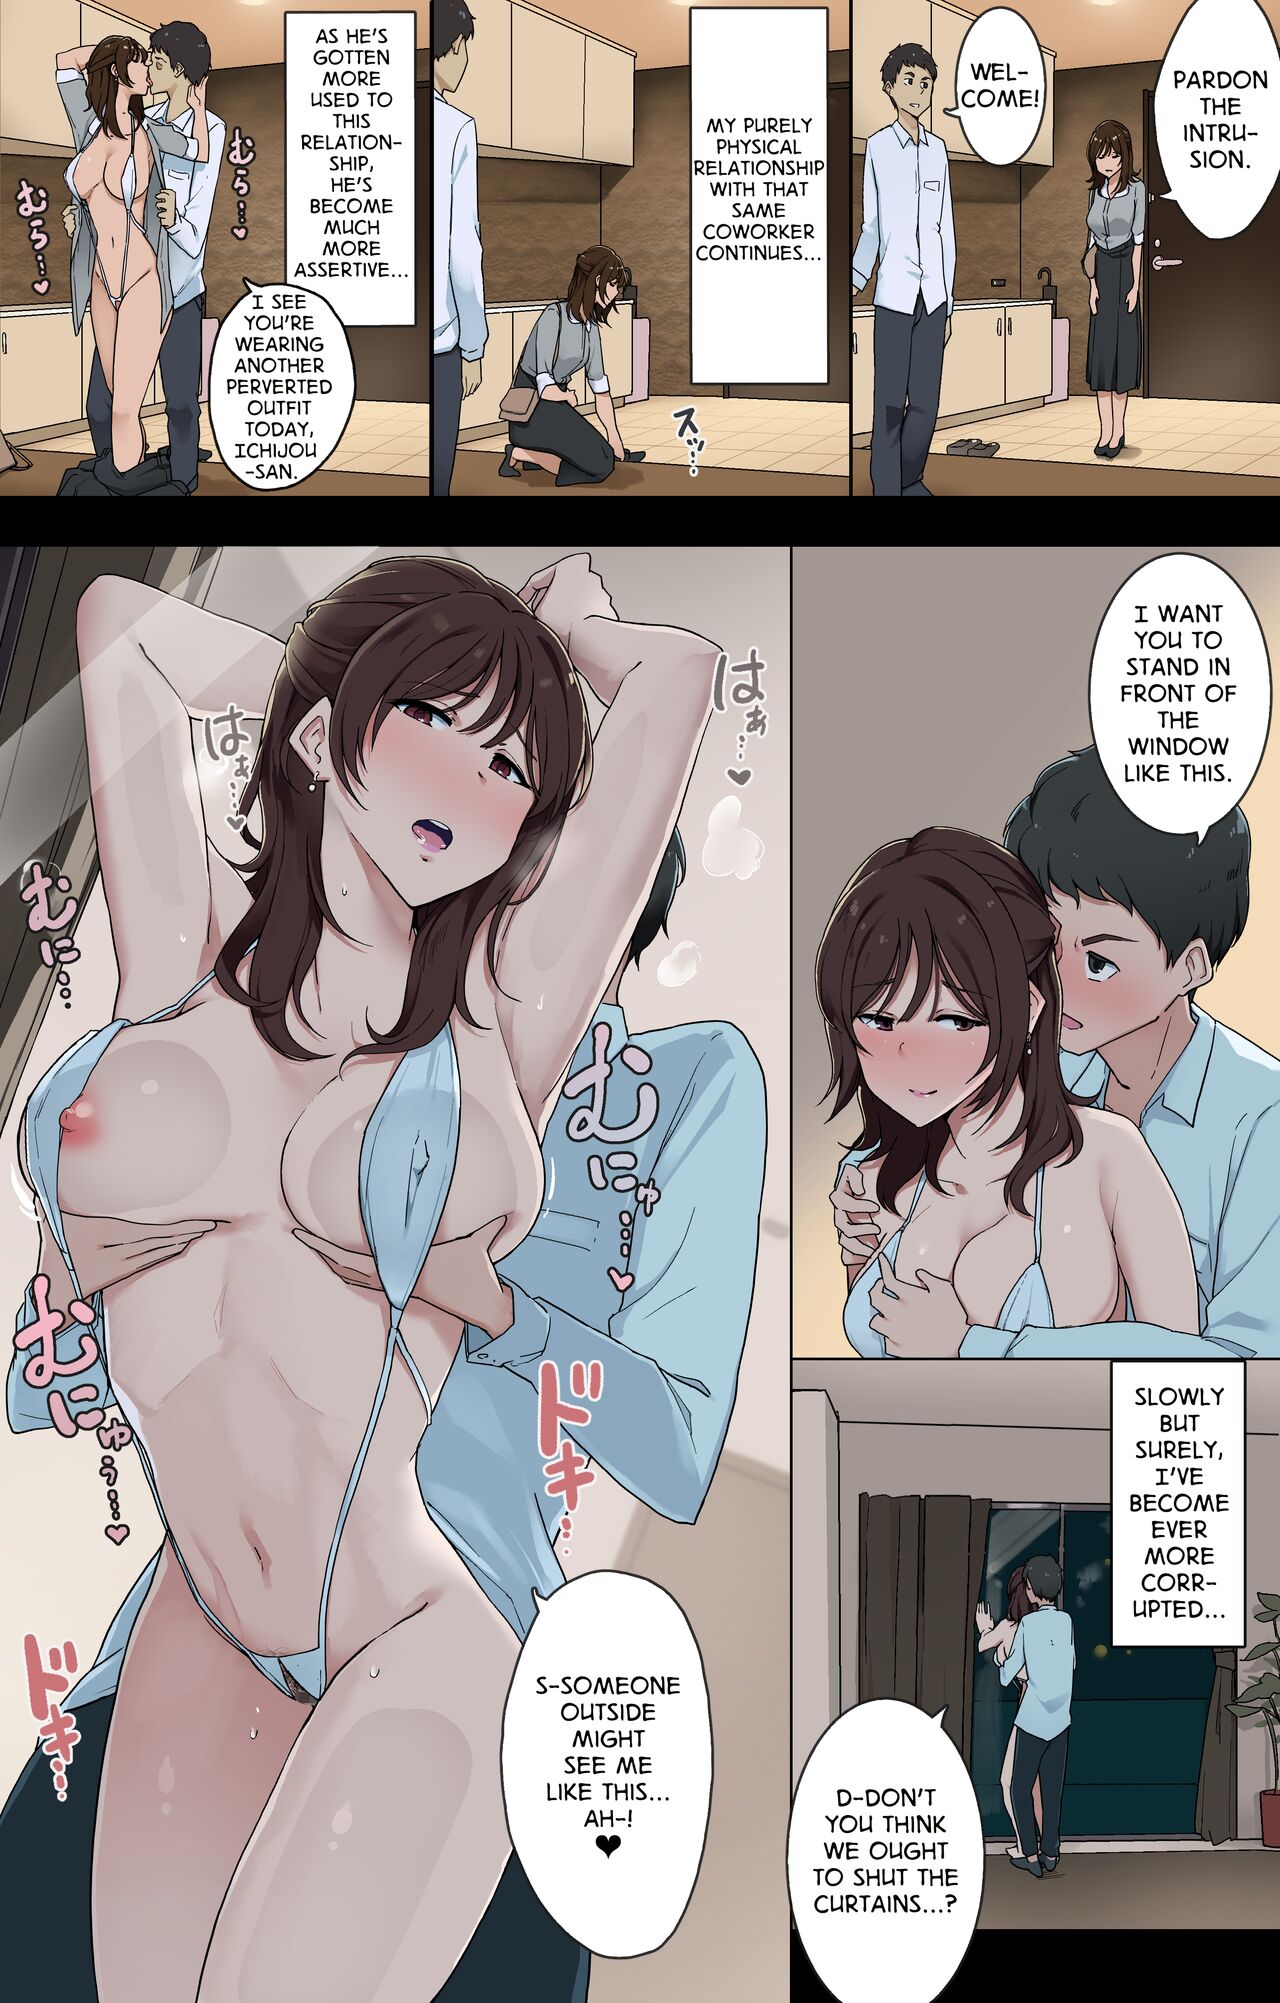 PARDON
THE
INTRU-
SION.
WEL-
COME!
MY PURELY
PHYSICAL
RELATIONSHIP
WITH THAT
SAME
COWORKER
CONTINUES...
スッ…
AS HE'S
GOTTEN
MORE
USED TO
THIS
RELATION-
SHIP,
HE'S
BECOME
MUCH
MORE
ASSERTIVE...
むら…♥
むら…♥
I SEE
YOU'RE
WEARING
ANOTHER
PERVERTED
OUTFIT
TODAY,
ICHIJOU
-SAN.
I WANT
YOU TO
STAND IN
FRONT OF
THE
WINDOW
LIKE THIS.
SLOWLY
BUT
SURELY,
I'VE
BECOME
EVER
MORE
CORR-
UPTED...
D-DON'T
YOU THINK
WE OUGHT
TO SHUT THE
CURTAINS...?
はぁ…♥
はぁ…♥
むに…
むにゅ…♥
むにゅぅ…♥
ドキ…
ドキ…
S-SOMEONE
OUTSIDE
MIGHT
SEE ME
LIKE THIS...
AH-!
♥